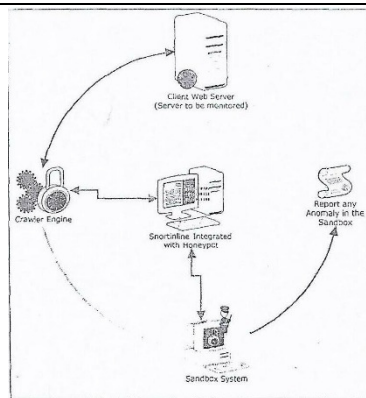 Client Web Server
(Server to be monitored)
Crawler Engine
Snortinline Integrated
with Honeypot
Report any
Anomaly in the
Sandbox
Sandbox System